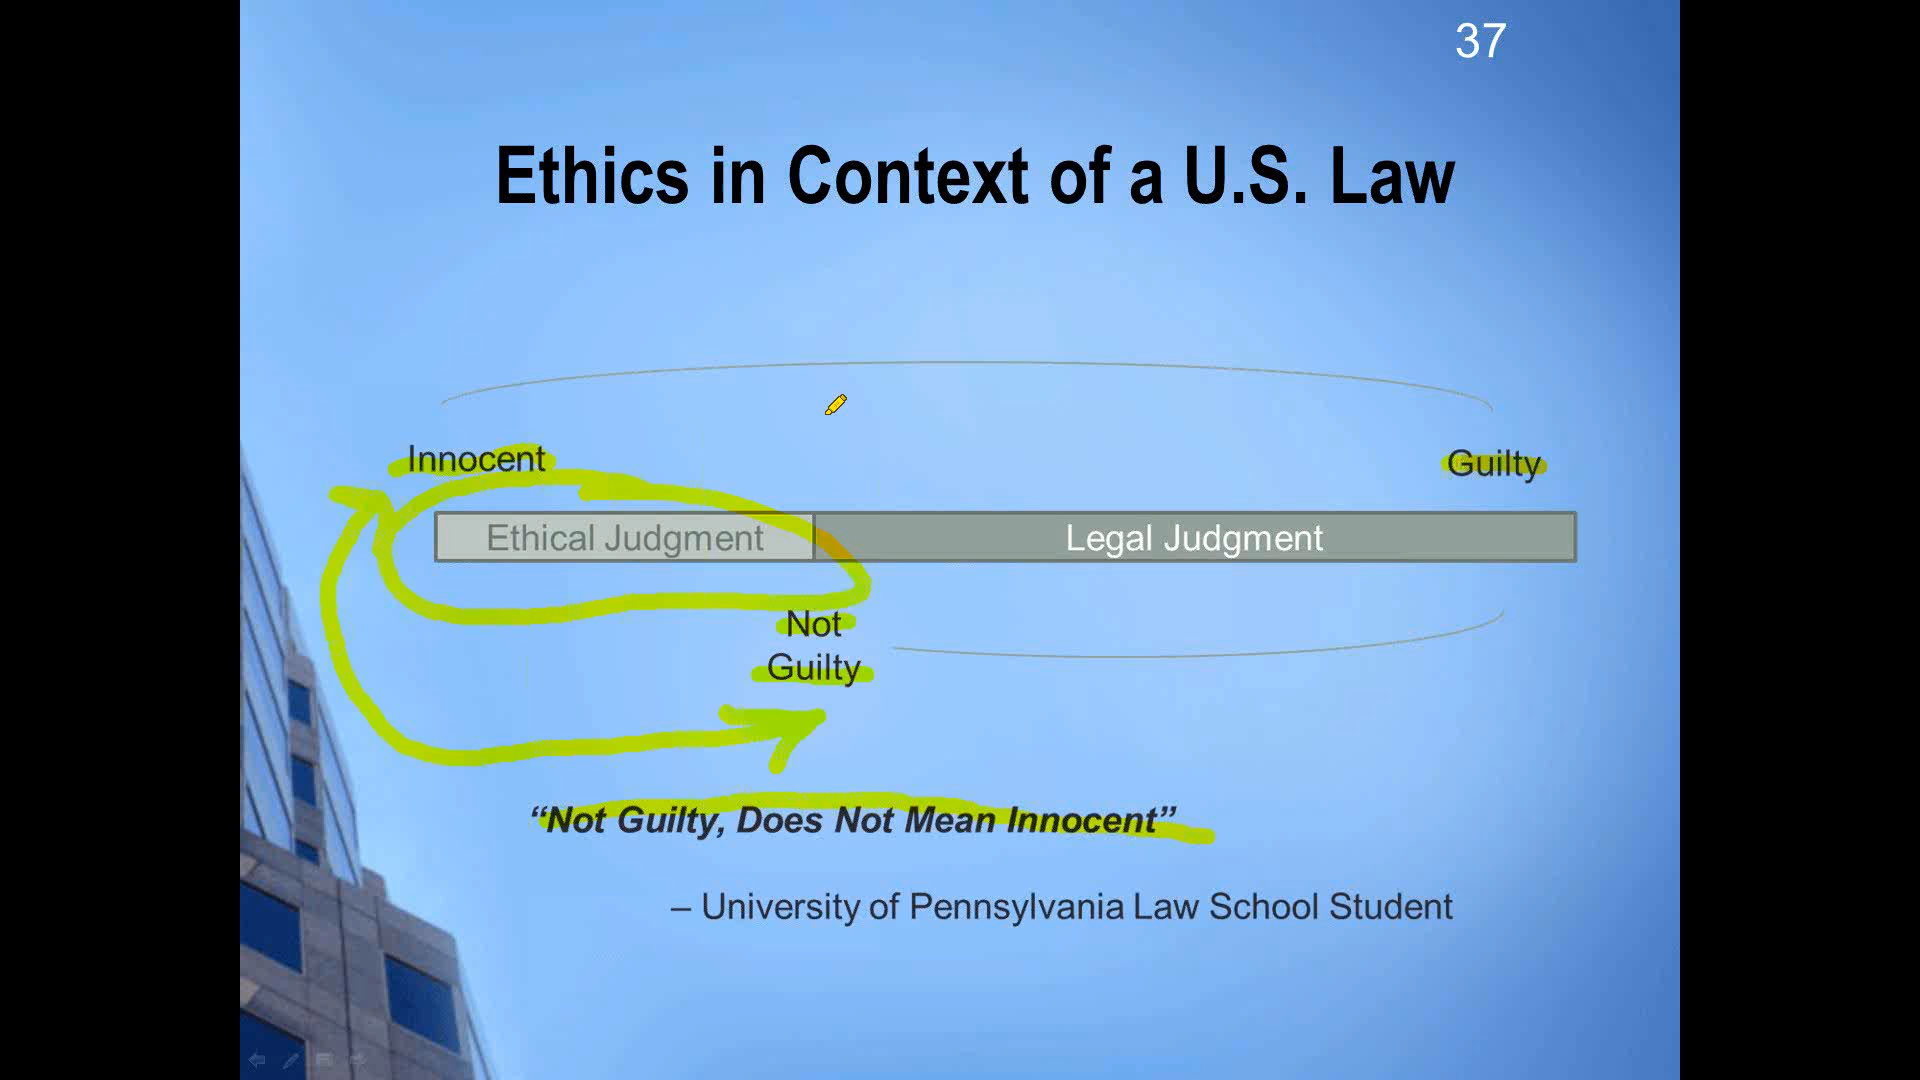 37
Ethics in Context of a U.S. Law
Innocent
Guilty
Ethical Judgment
Legal Judgment
Not
Guilty
“Not Guilty, Does Not Mean Innocent”
– University of Pennsylvania Law School Student